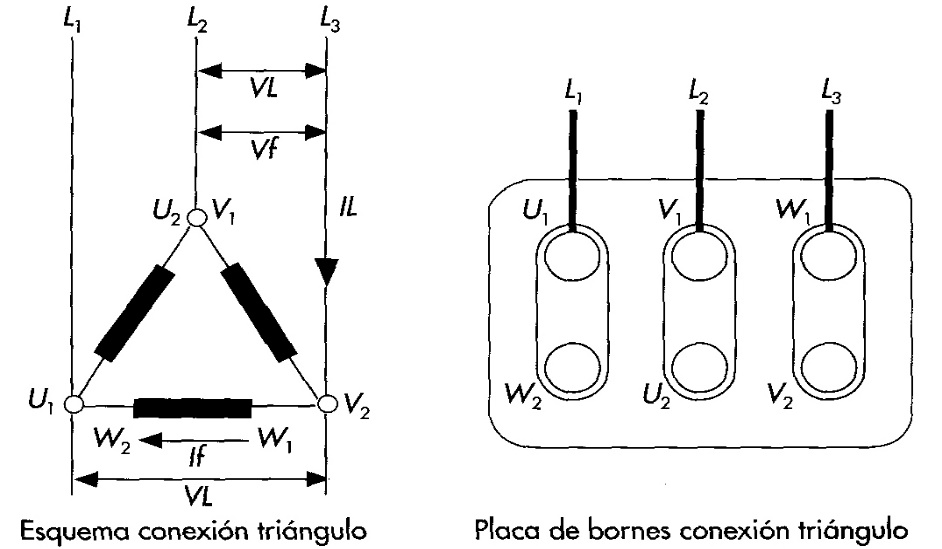 L₁ L₂ L₃
VL
Vf
U₂ V₁
IL
U₁ V₂
W₂ W₁
If
VL
Esquema conexión triángulo
L₁ L₂ L₃
U₁ V₁ W₁
W₂ U₂ V₂
Placa de bornes conexión triángulo